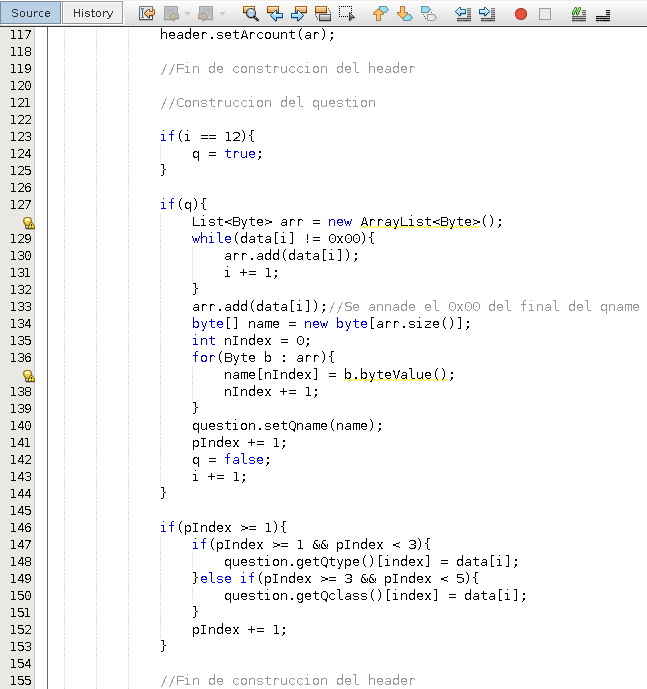 Source History
117 header.setArcount(ar);
118
119 //Fin de construccion del header
120
121 //Construccion del question
122
123 if(i == 12){
124 q = true;
125 }
126
127 if(q){
List<Byte> arr = new ArrayList<Byte>();
129 while(data[i] != 0x00){
130 arr.add(data[i]);
131 i += 1;
132 }
133 arr.add(data[i]);//Se annade el 0x00 del final del qname
134 byte[] name = new byte[arr.size()];
135 int nIndex = 0;
136 for(Byte b : arr){
name[nIndex] = b.byteValue();
138 nIndex += 1;
139 }
140 question.setQname(name);
141 pIndex += 1;
142 q = false;
143 i += 1;
144 }
145
146 if(pIndex >= 1){
147 if(pIndex >= 1 && pIndex < 3){
148 question.getQtype()[index] = data[i];
149 }else if(pIndex >= 3 && pIndex < 5){
150 question.getQclass()[index] = data[i];
151 }
152 pIndex += 1;
153 }
154
155 //Fin de construccion del header